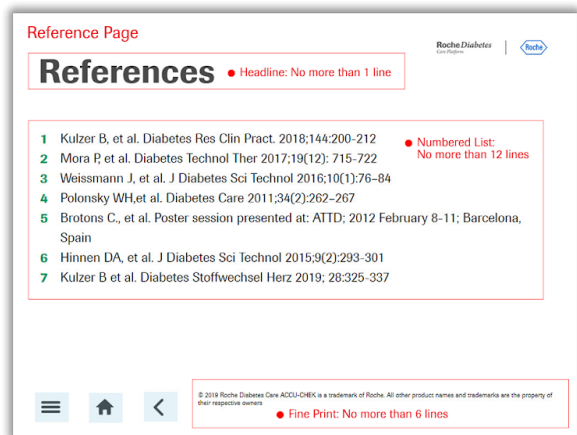 Reference Page
Roche Diabetes
Care Platform
Roche
References
Headline: No more than 1 line
1 Kulzer B, et al. Diabetes Res Clin Pract. 2018;144:200-212
Numbered List:
No more than 12 lines
2 Mora P, et al. Diabetes Technol Ther 2017;19(12): 715-722
3 Weissmann J, et al. J Diabetes Sci Technol 2016;10(1):76–84
4 Polonsky WH,et al. Diabetes Care 2011;34(2):262–267
5 Brotons C., et al. Poster session presented at: ATTD; 2012 February 8-11; Barcelona,
Spain
6 Hinnen DA, et al. J Diabetes Sci Technol 2015;9(2):293-301
7 Kulzer B et al. Diabetes Stoffwechsel Herz 2019; 28:325-337
© 2019 Roche Diabetes Care ACCU-CHEK is a trademark of Roche. All other product names and trademarks are the property of
their respective owners
Fine Print: No more than 6 lines